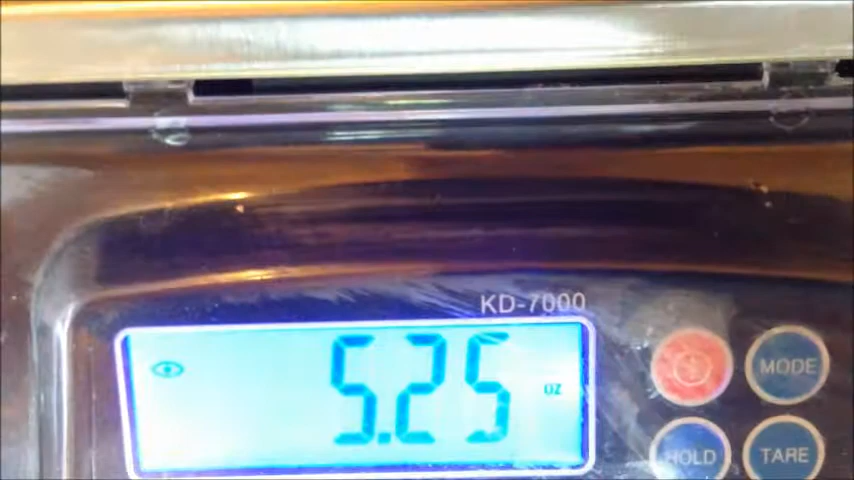 KD-7000
5.25 oz
MODE
HOLD
TARE